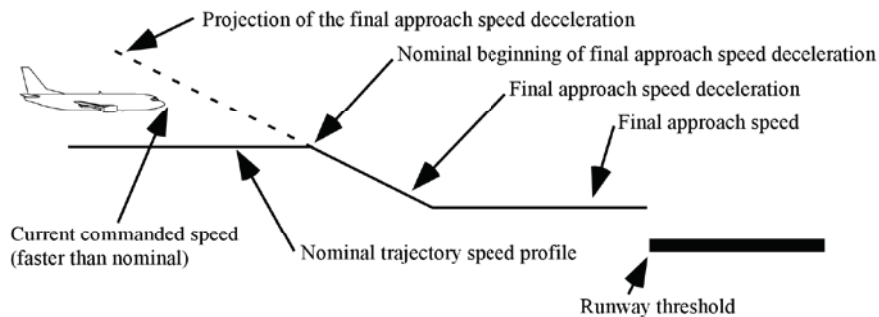 Projection of the final approach speed deceleration
Nominal beginning of final approach speed deceleration
Final approach speed deceleration
Final approach speed
Current commanded speed
(faster than nominal)
Nominal trajectory speed profile
Runway threshold